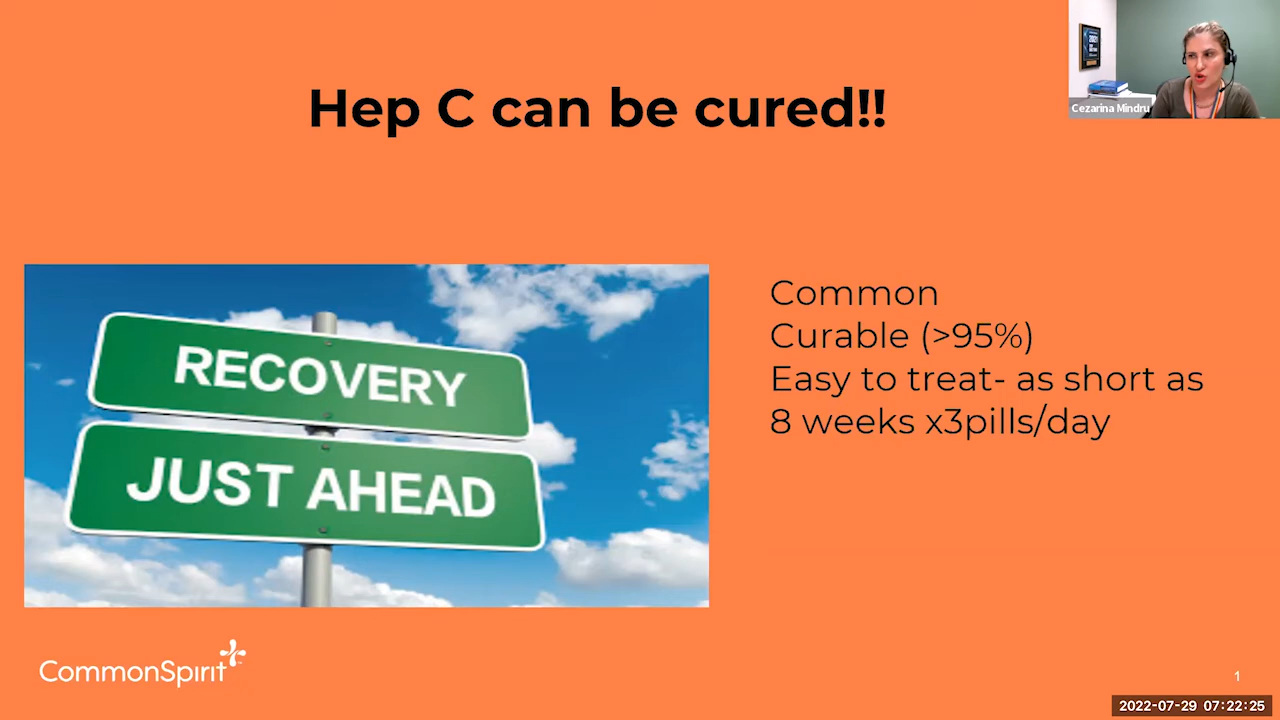 Hep C can be cured!!
Cezarina Mindru
RECOVERY
JUST AHEAD
Common
Curable (>95%)
Easy to treat- as short as
8 weeks x3pills/day
CommonSpirit
1
2022-07-29 07:22:25